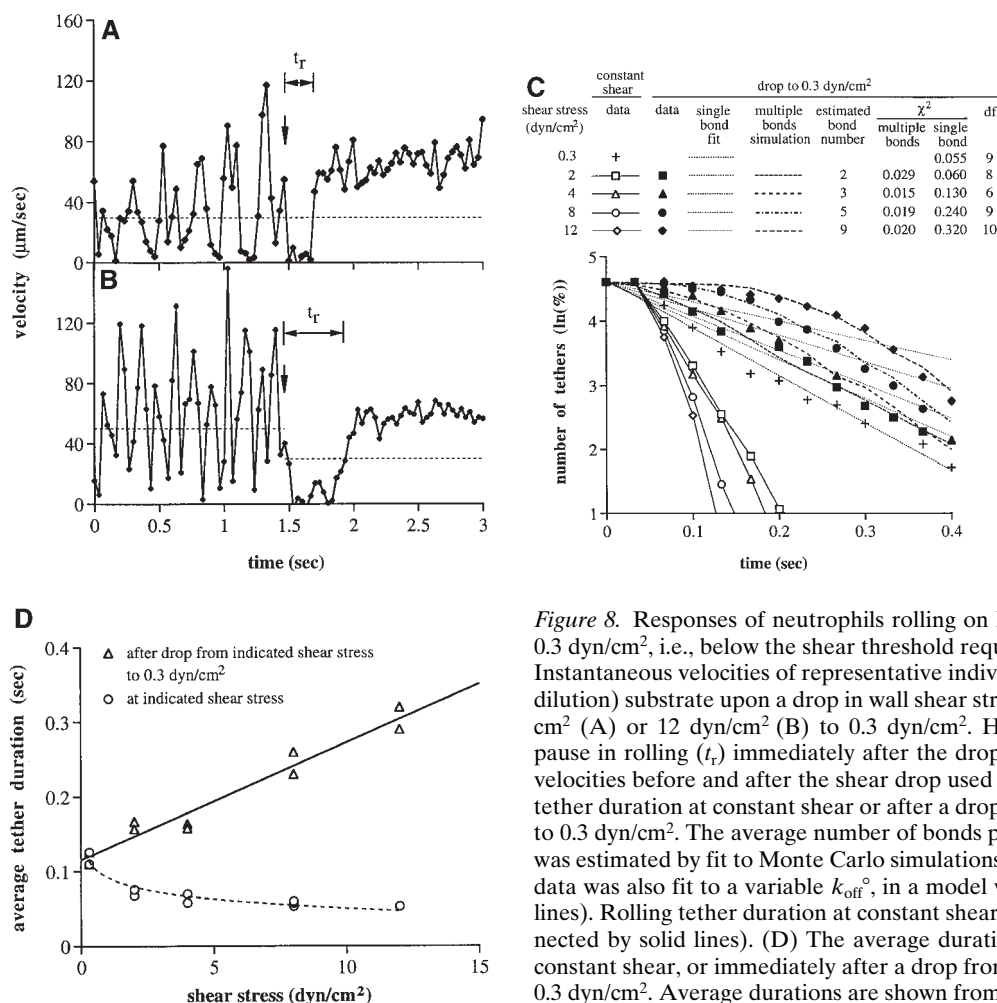 A
160
120
80
40
0
t_r
B
120
80
40
0
t_r
velocity (μm/sec)
0 0.5 1 1.5 2 2.5 3
time (sec)
C
constant shear
drop to 0.3 dyn/cm²
shear stress (dyn/cm²)
data
data
single bond fit
multiple bonds simulation
estimated bond number
χ²
multiple bonds
single bond
df
0.3 + 0.055 9
2 2 0.029 0.060 8
4 3 0.015 0.130 6
8 5 0.019 0.240 9
12 9 0.020 0.320 10
number of tethers (ln(%))
5
4
3
2
1
0 0.1 0.2 0.3 0.4
time (sec)
D
0.4
0.3
0.2
0.1
0
average tether duration (sec)
△ after drop from indicated shear stress
to 0.3 dyn/cm²
○ at indicated shear stress
0 5 10 15
shear stress (dyn/cm²)
Figure 8. Responses of neutrophils rolling on
0.3 dyn/cm², i.e., below the shear threshold requ
Instantaneous velocities of representative indiv
dilution) substrate upon a drop in wall shear str
cm² (A) or 12 dyn/cm² (B) to 0.3 dyn/cm². H
pause in rolling (t_r) immediately after the drop
velocities before and after the shear drop used
tether duration at constant shear or after a drop
to 0.3 dyn/cm². The average number of bonds p
was estimated by fit to Monte Carlo simulations
data was also fit to a variable k_off°, in a model
lines). Rolling tether duration at constant shear
nected by solid lines). (D) The average durati
constant shear, or immediately after a drop from
0.3 dyn/cm². Average durations are shown from